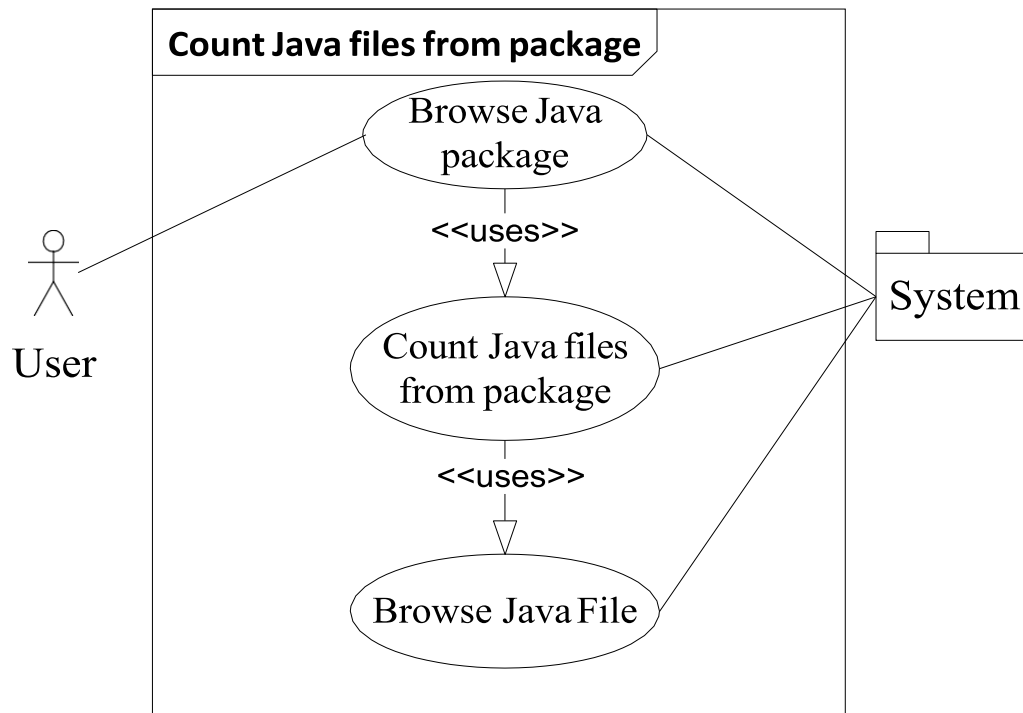 Count Java files from package
Browse Java
package
<<uses>>
User
Count Java files
from package
System
<<uses>>
Browse Java File